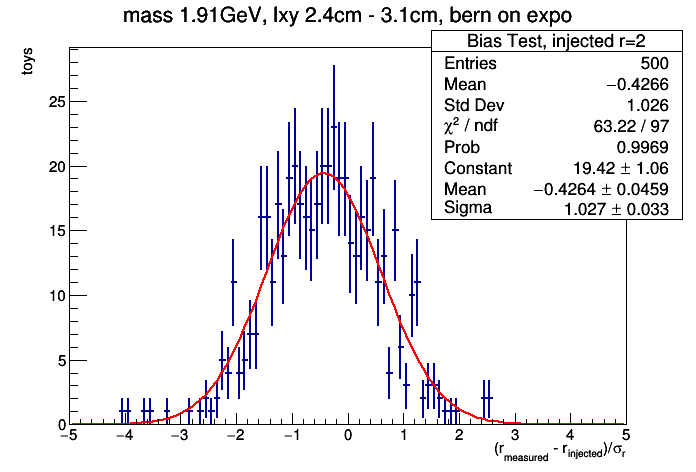 mass 1.91GeV, lxy 2.4cm - 3.1cm, bern on expo
toys
Bias Test, injected r=2
Entries 500
Mean −0.4266
Std Dev 1.026
χ² / ndf 63.22 / 97
Prob 0.9969
Constant 19.42 ± 1.06
Mean −0.4264 ± 0.0459
Sigma 1.027 ± 0.033
25
20
15
10
5
0
−5 −4 −3 −2 −1 0 1 2 3 4 5
(r_measured - r_injected)/σ_r